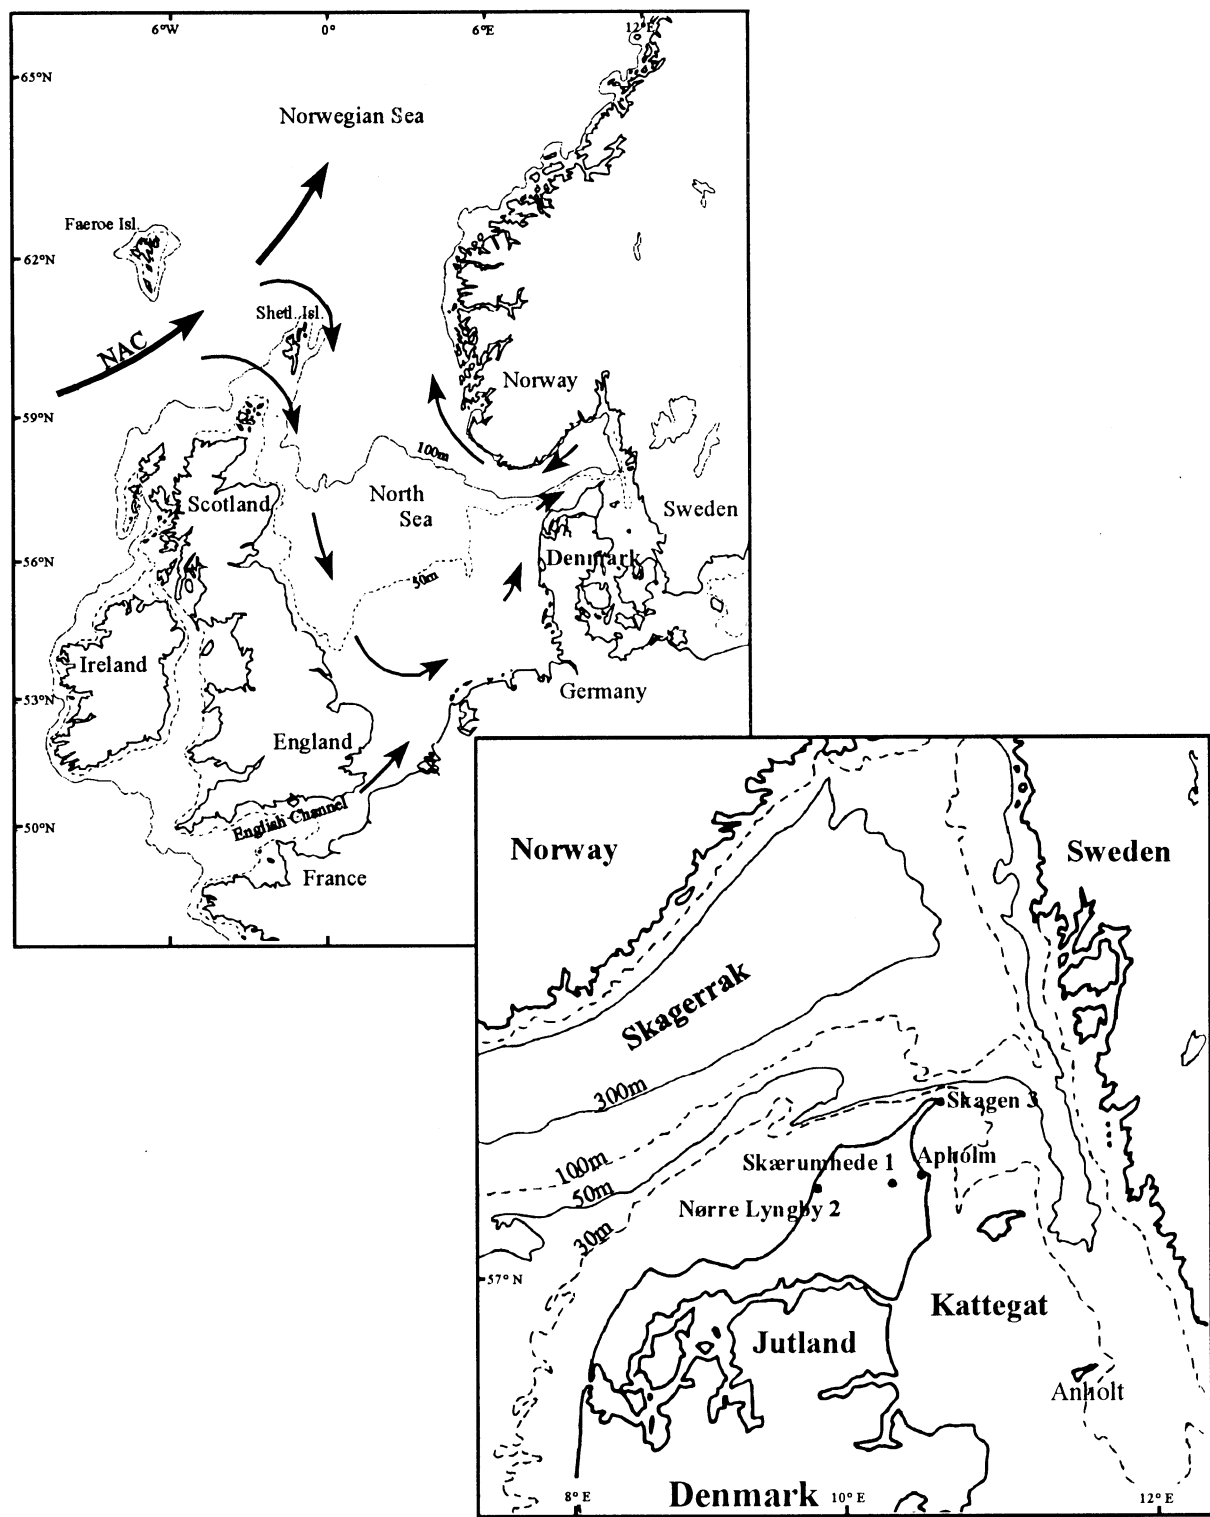 6°W
0°
6°E
12°E
65°N
Norwegian Sea
Faeroe Isl.
62°N
Shetl. Isl.
NAC
Norway
59°N
100m
North
Sea
Scotland
Sweden
56°N
Denmark
50m
Ireland
Germany
53°N
England
English Channel
50°N
France
Norway
Sweden
Skagerrak
300m
Skagen 3
100m
Skærumhede 1
Apholm
50m
Nørre Lyngby 2
30m
57° N
Kattegat
Jutland
Anholt
Denmark
8° E
10° E
12° E